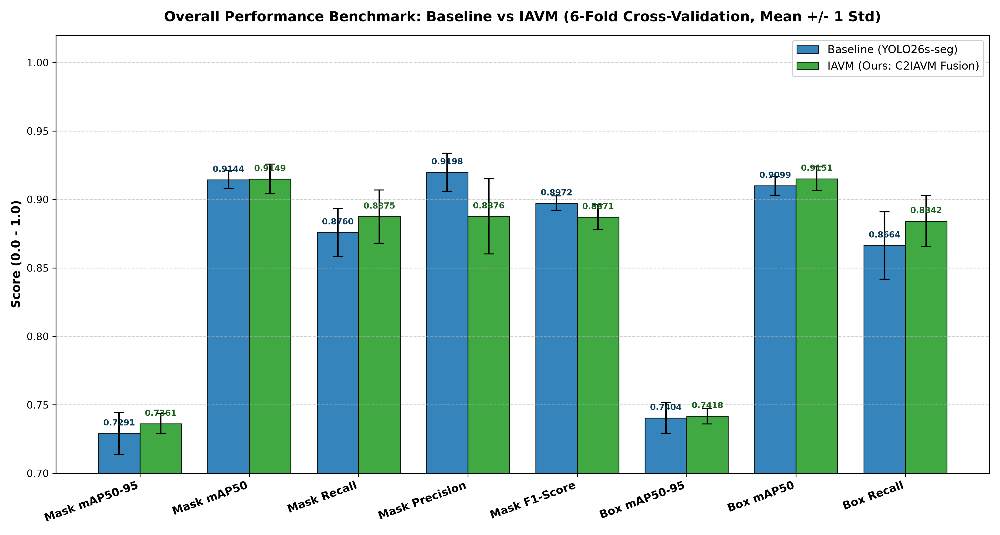 Overall Performance Benchmark: Baseline vs IAVM (6-Fold Cross-Validation, Mean +/- 1 Std)
Baseline (YOLO26s-seg)
IAVM (Ours: C2IAVM Fusion)
Score (0.0 - 1.0)
1.00
0.95
0.90
0.85
0.80
0.75
0.70
0.7291
0.7361
0.9144
0.9149
0.8760
0.8875
0.9198
0.8876
0.8972
0.8871
0.7404
0.7418
0.9099
0.9151
0.8664
0.8842
Mask mAP50-95
Mask mAP50
Mask Recall
Mask Precision
Mask F1-Score
Box mAP50-95
Box mAP50
Box Recall